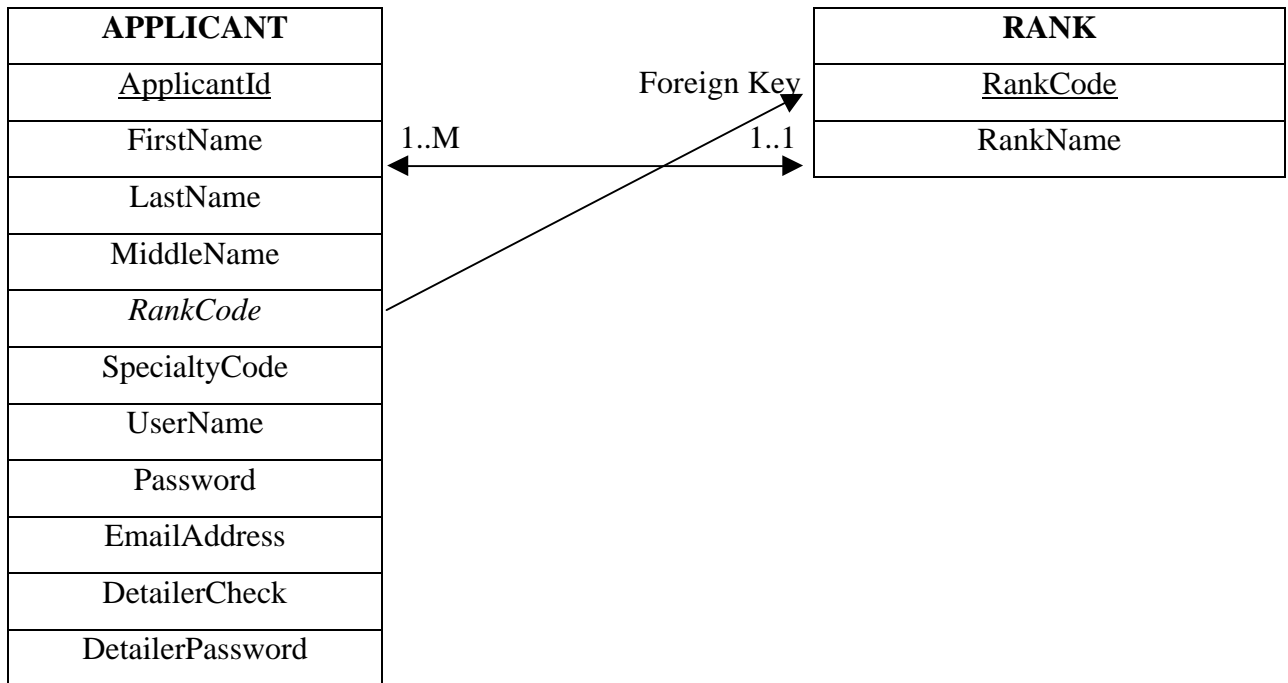 APPLICANT
ApplicantId
FirstName
LastName
MiddleName
RankCode
SpecialtyCode
UserName
Password
EmailAddress
DetailerCheck
DetailerPassword
Foreign Key
1..M
1..1
RANK
RankCode
RankName